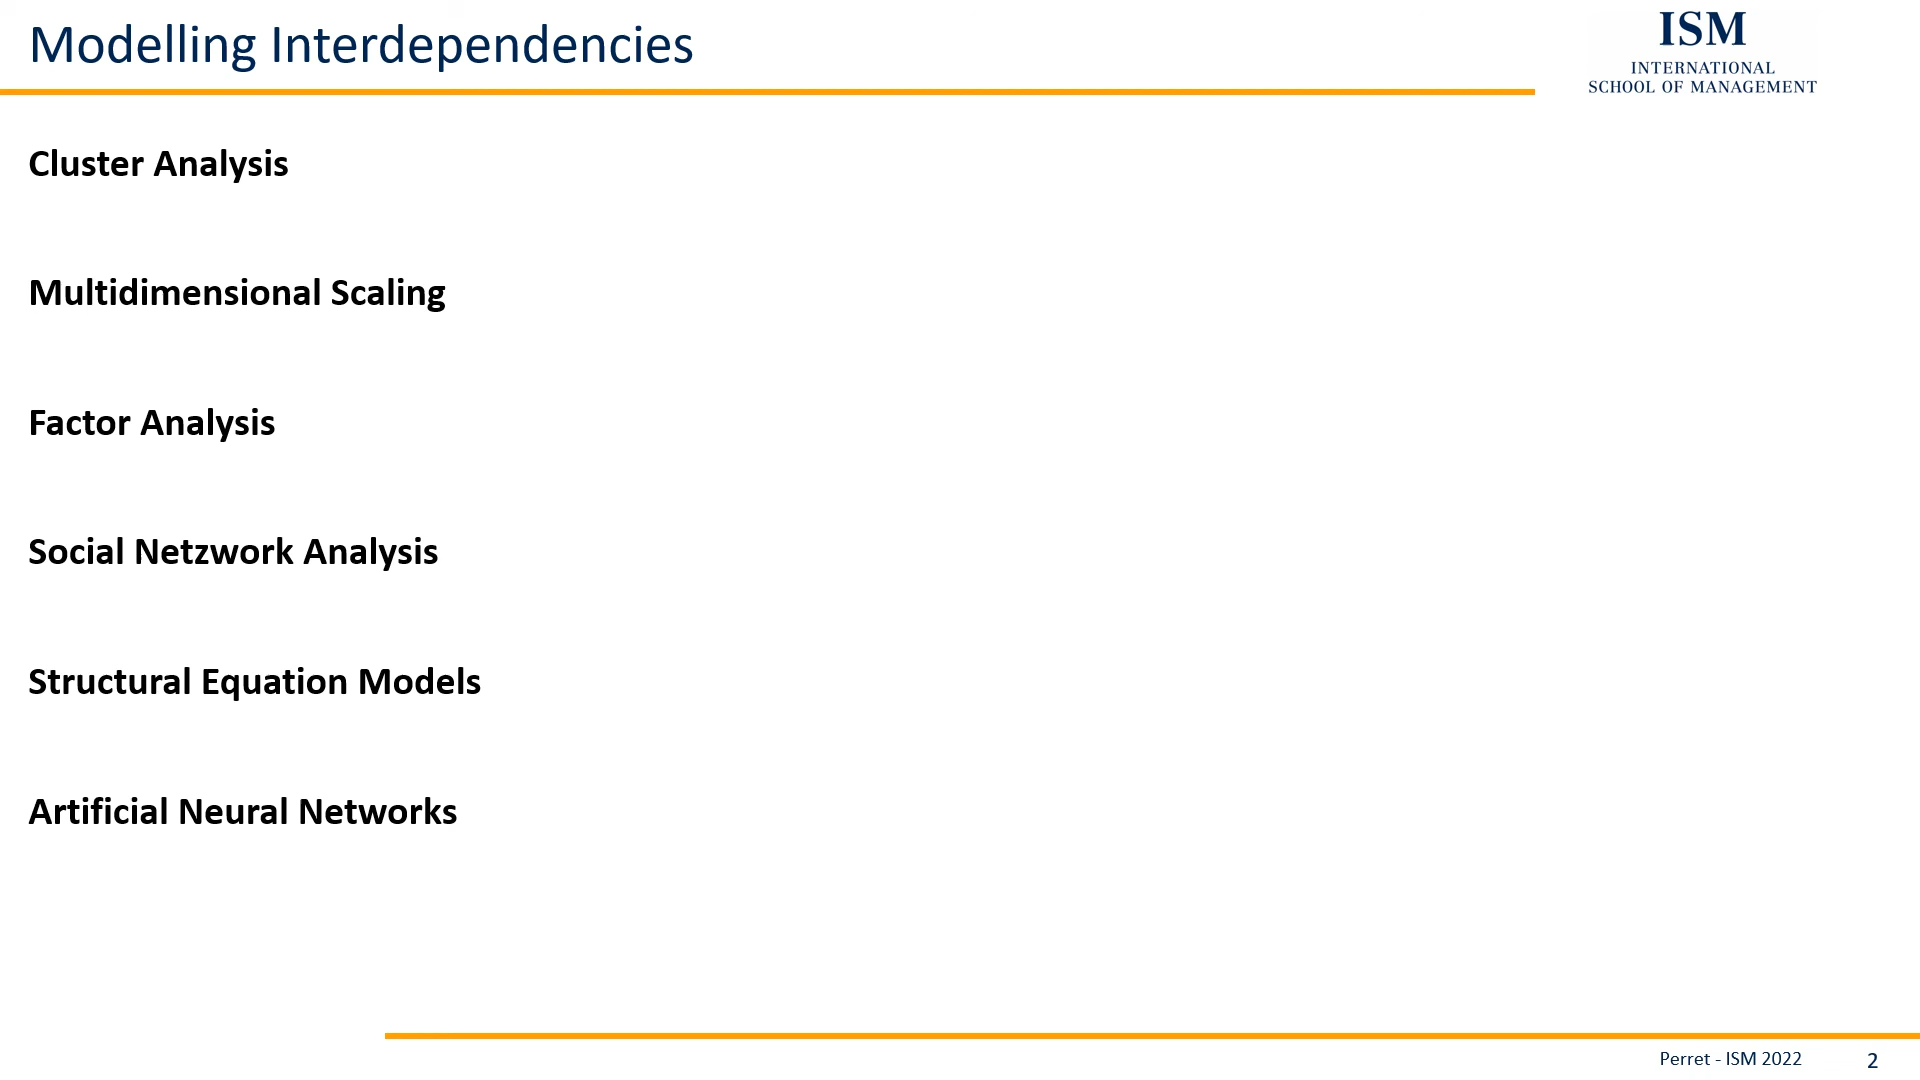 Modelling Interdependencies
ISM
INTERNATIONAL
SCHOOL OF MANAGEMENT
Cluster Analysis
Multidimensional Scaling
Factor Analysis
Social Netzwork Analysis
Structural Equation Models
Artificial Neural Networks
Perret - ISM 2022
2